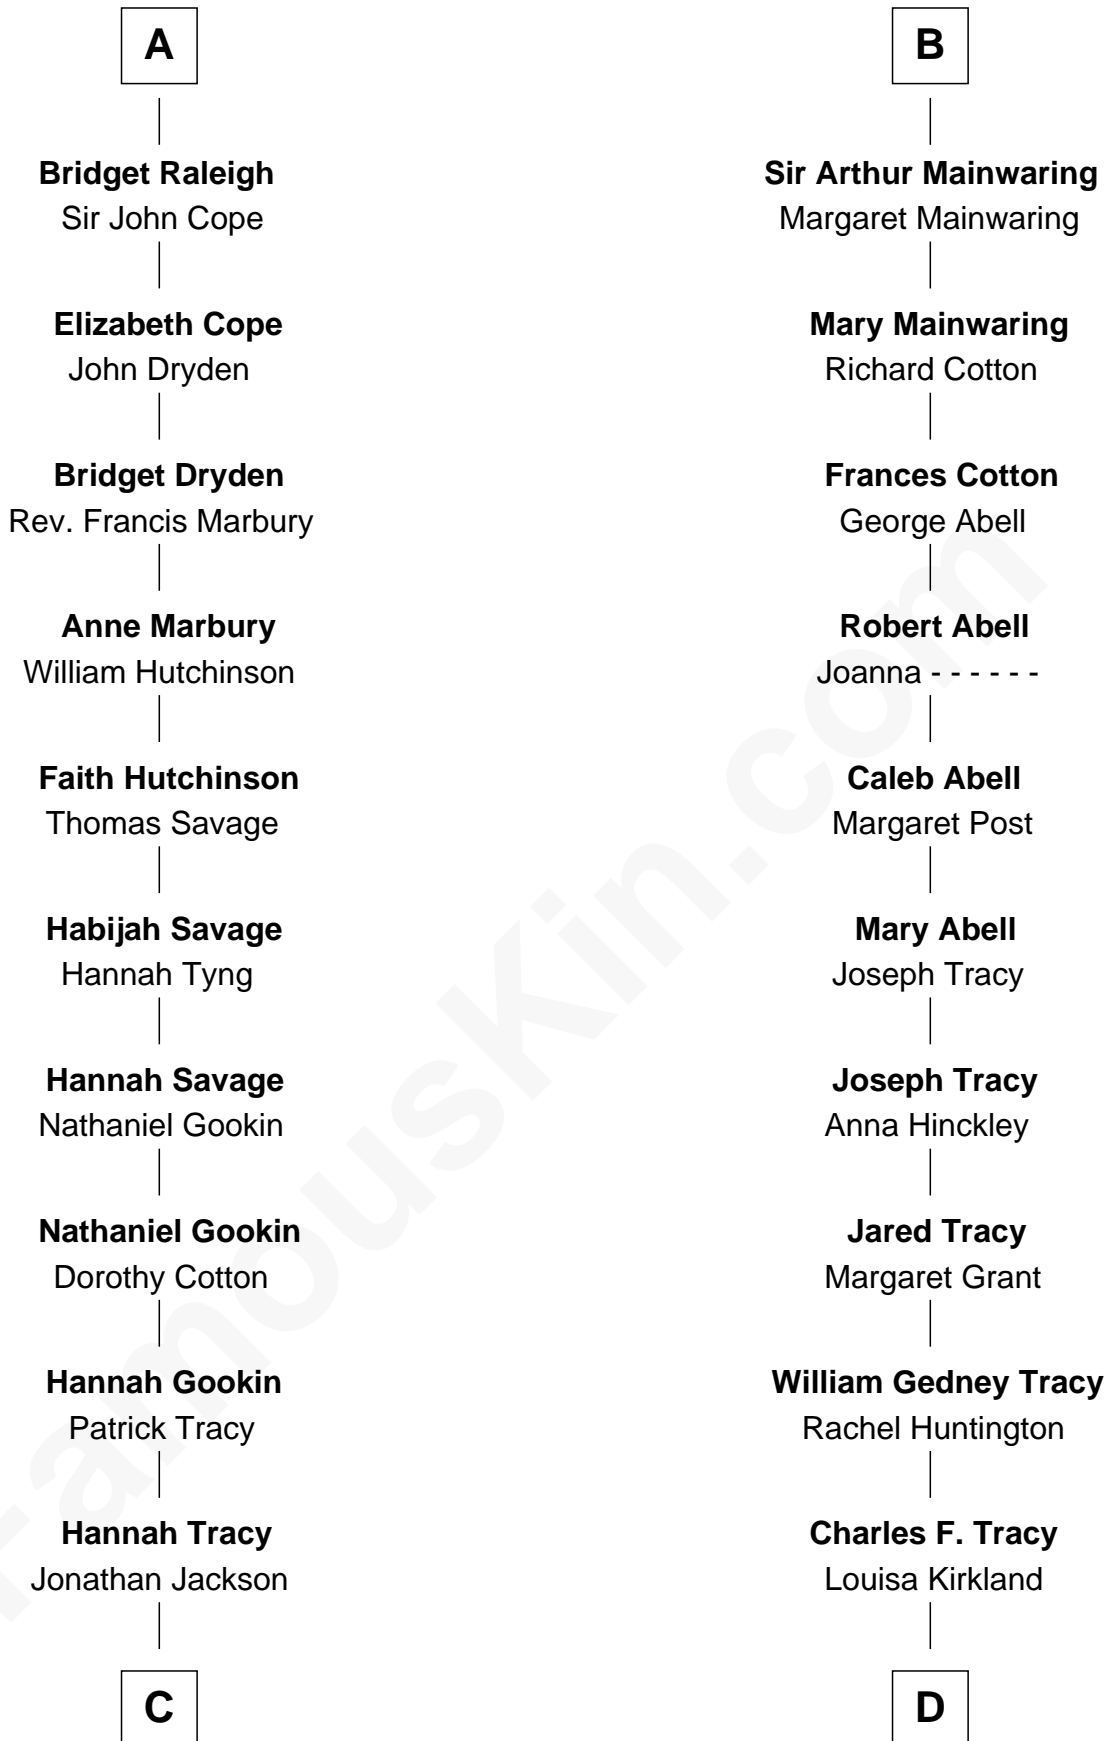 A
Bridget Raleigh
Sir John Cope
Elizabeth Cope
John Dryden
Bridget Dryden
Rev. Francis Marbury
Anne Marbury
William Hutchinson
Faith Hutchinson
Thomas Savage
Habijah Savage
Hannah Tyng
Hannah Savage
Nathaniel Gookin
Nathaniel Gookin
Dorothy Cotton
Hannah Gookin
Patrick Tracy
Hannah Tracy
Jonathan Jackson
C
B
Sir Arthur Mainwaring
Margaret Mainwaring
Mary Mainwaring
Richard Cotton
Frances Cotton
George Abell
Robert Abell
Joanna - - - - - -
Caleb Abell
Margaret Post
Mary Abell
Joseph Tracy
Joseph Tracy
Anna Hinckley
Jared Tracy
Margaret Grant
William Gedney Tracy
Rachel Huntington
Charles F. Tracy
Louisa Kirkland
D
FamousKin.com